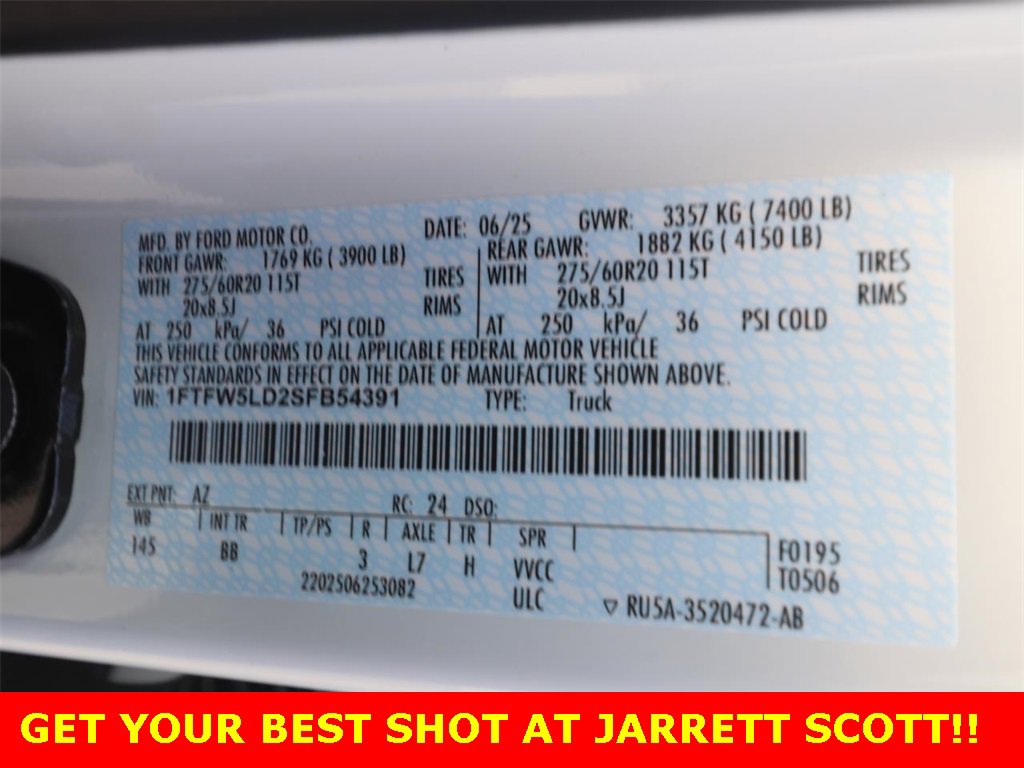 MFD. BY FORD MOTOR CO. DATE: 06/25 GVWR: 3357 KG ( 7400 LB)
FRONT GAWR: 1769 KG ( 3900 LB) REAR GAWR: 1882 KG ( 4150 LB)
WITH 275/60R20 115T TIRES WITH 275/60R20 115T TIRES
20x8.5J RIMS 20x8.5J RIMS
AT 250 kPa/ 36 PSI COLD AT 250 kPa/ 36 PSI COLD
THIS VEHICLE CONFORMS TO ALL APPLICABLE FEDERAL MOTOR VEHICLE
SAFETY STANDARDS IN EFFECT ON THE DATE OF MANUFACTURE SHOWN ABOVE.
VIN: 1FTFW5LD2SFB54391 TYPE: Truck
EXT PNT: AZ RC: 24 DSO:
WB INT TR TP/PS R AXLE TR SPR
145 BB 3 L7 H VVCC F0195
2202506253082 ULC T0506
▽ RU5A-3520472-AB
GET YOUR BEST SHOT AT JARRETT SCOTT!!